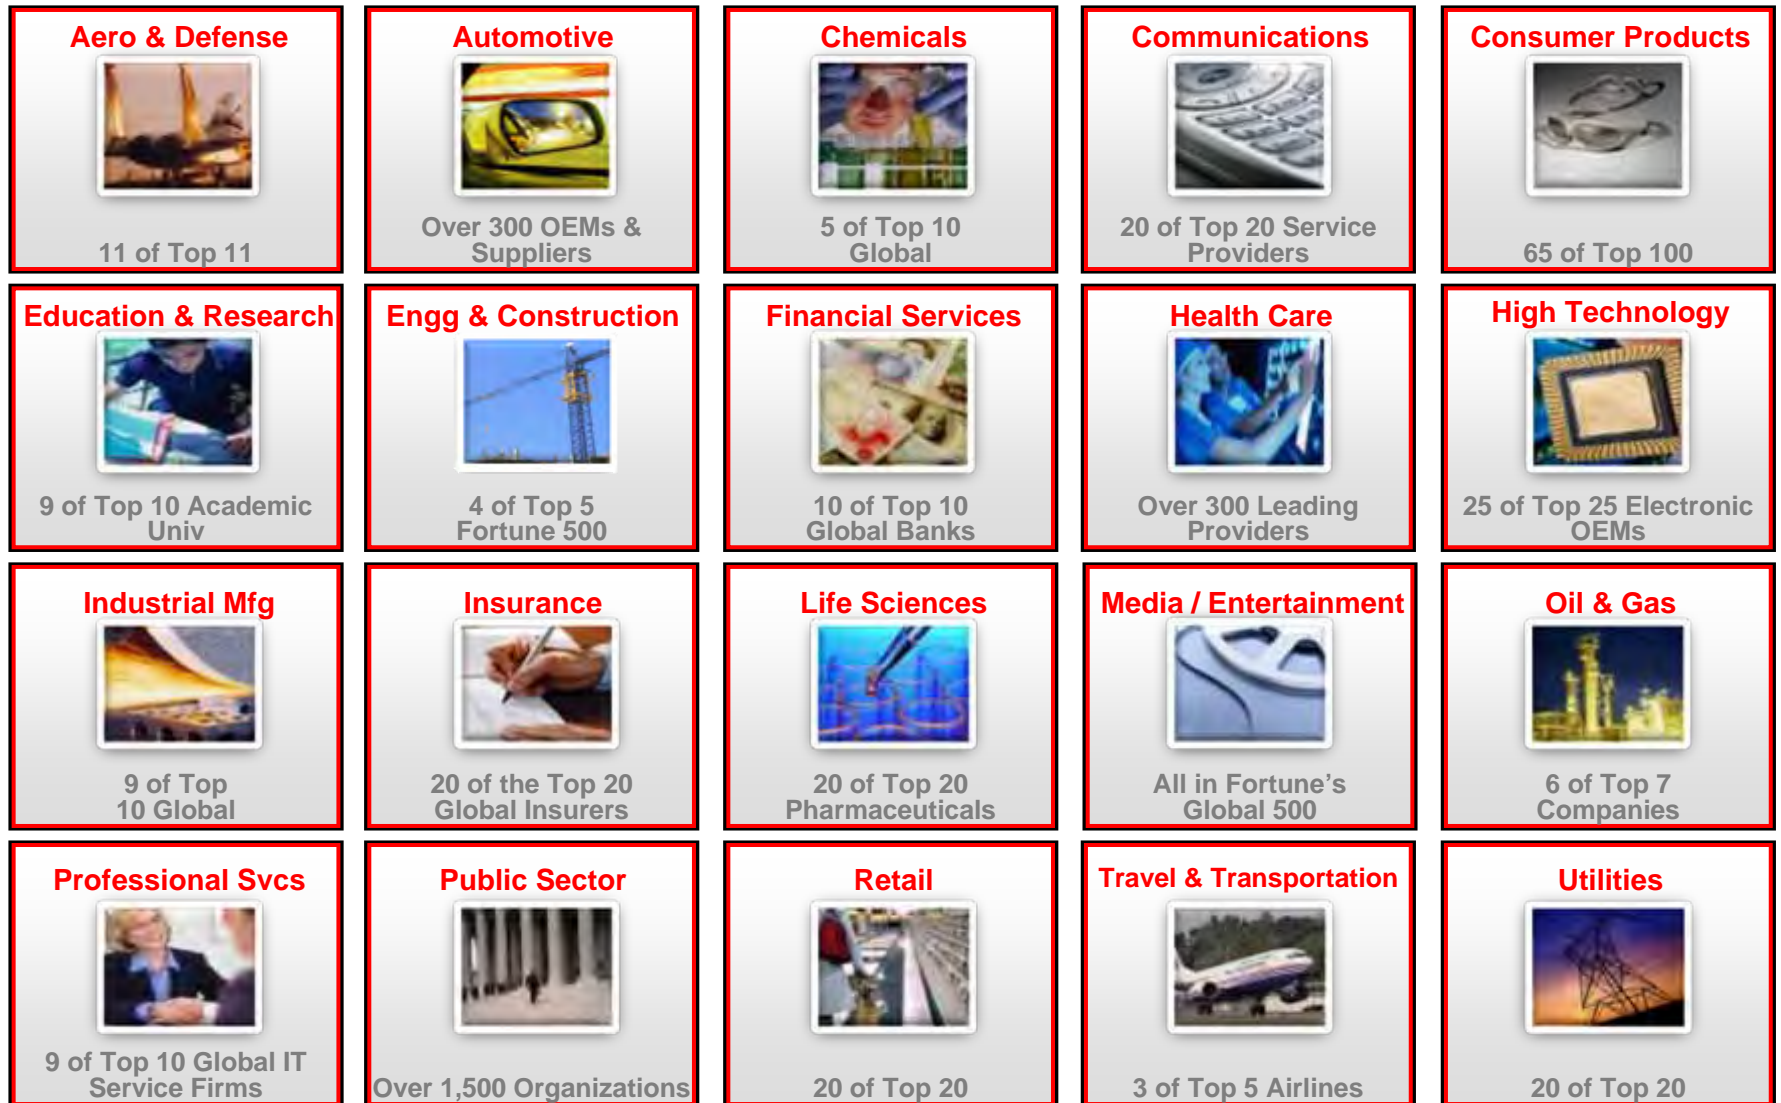 Aero & Defense
11 of Top 11
Automotive
Over 300 OEMs &
Suppliers
Chemicals
5 of Top 10
Global
Communications
20 of Top 20 Service
Providers
Consumer Products
65 of Top 100
Education & Research
9 of Top 10 Academic
Univ
Engg & Construction
4 of Top 5
Fortune 500
Financial Services
10 of Top 10
Global Banks
Health Care
Over 300 Leading
Providers
High Technology
25 of Top 25 Electronic
OEMs
Industrial Mfg
9 of Top
10 Global
Insurance
20 of the Top 20
Global Insurers
Life Sciences
20 of Top 20
Pharmaceuticals
Media / Entertainment
All in Fortune’s
Global 500
Oil & Gas
6 of Top 7
Companies
Professional Svcs
9 of Top 10 Global IT
Service Firms
Public Sector
Over 1,500 Organizations
Retail
20 of Top 20
Travel & Transportation
3 of Top 5 Airlines
Utilities
20 of Top 20